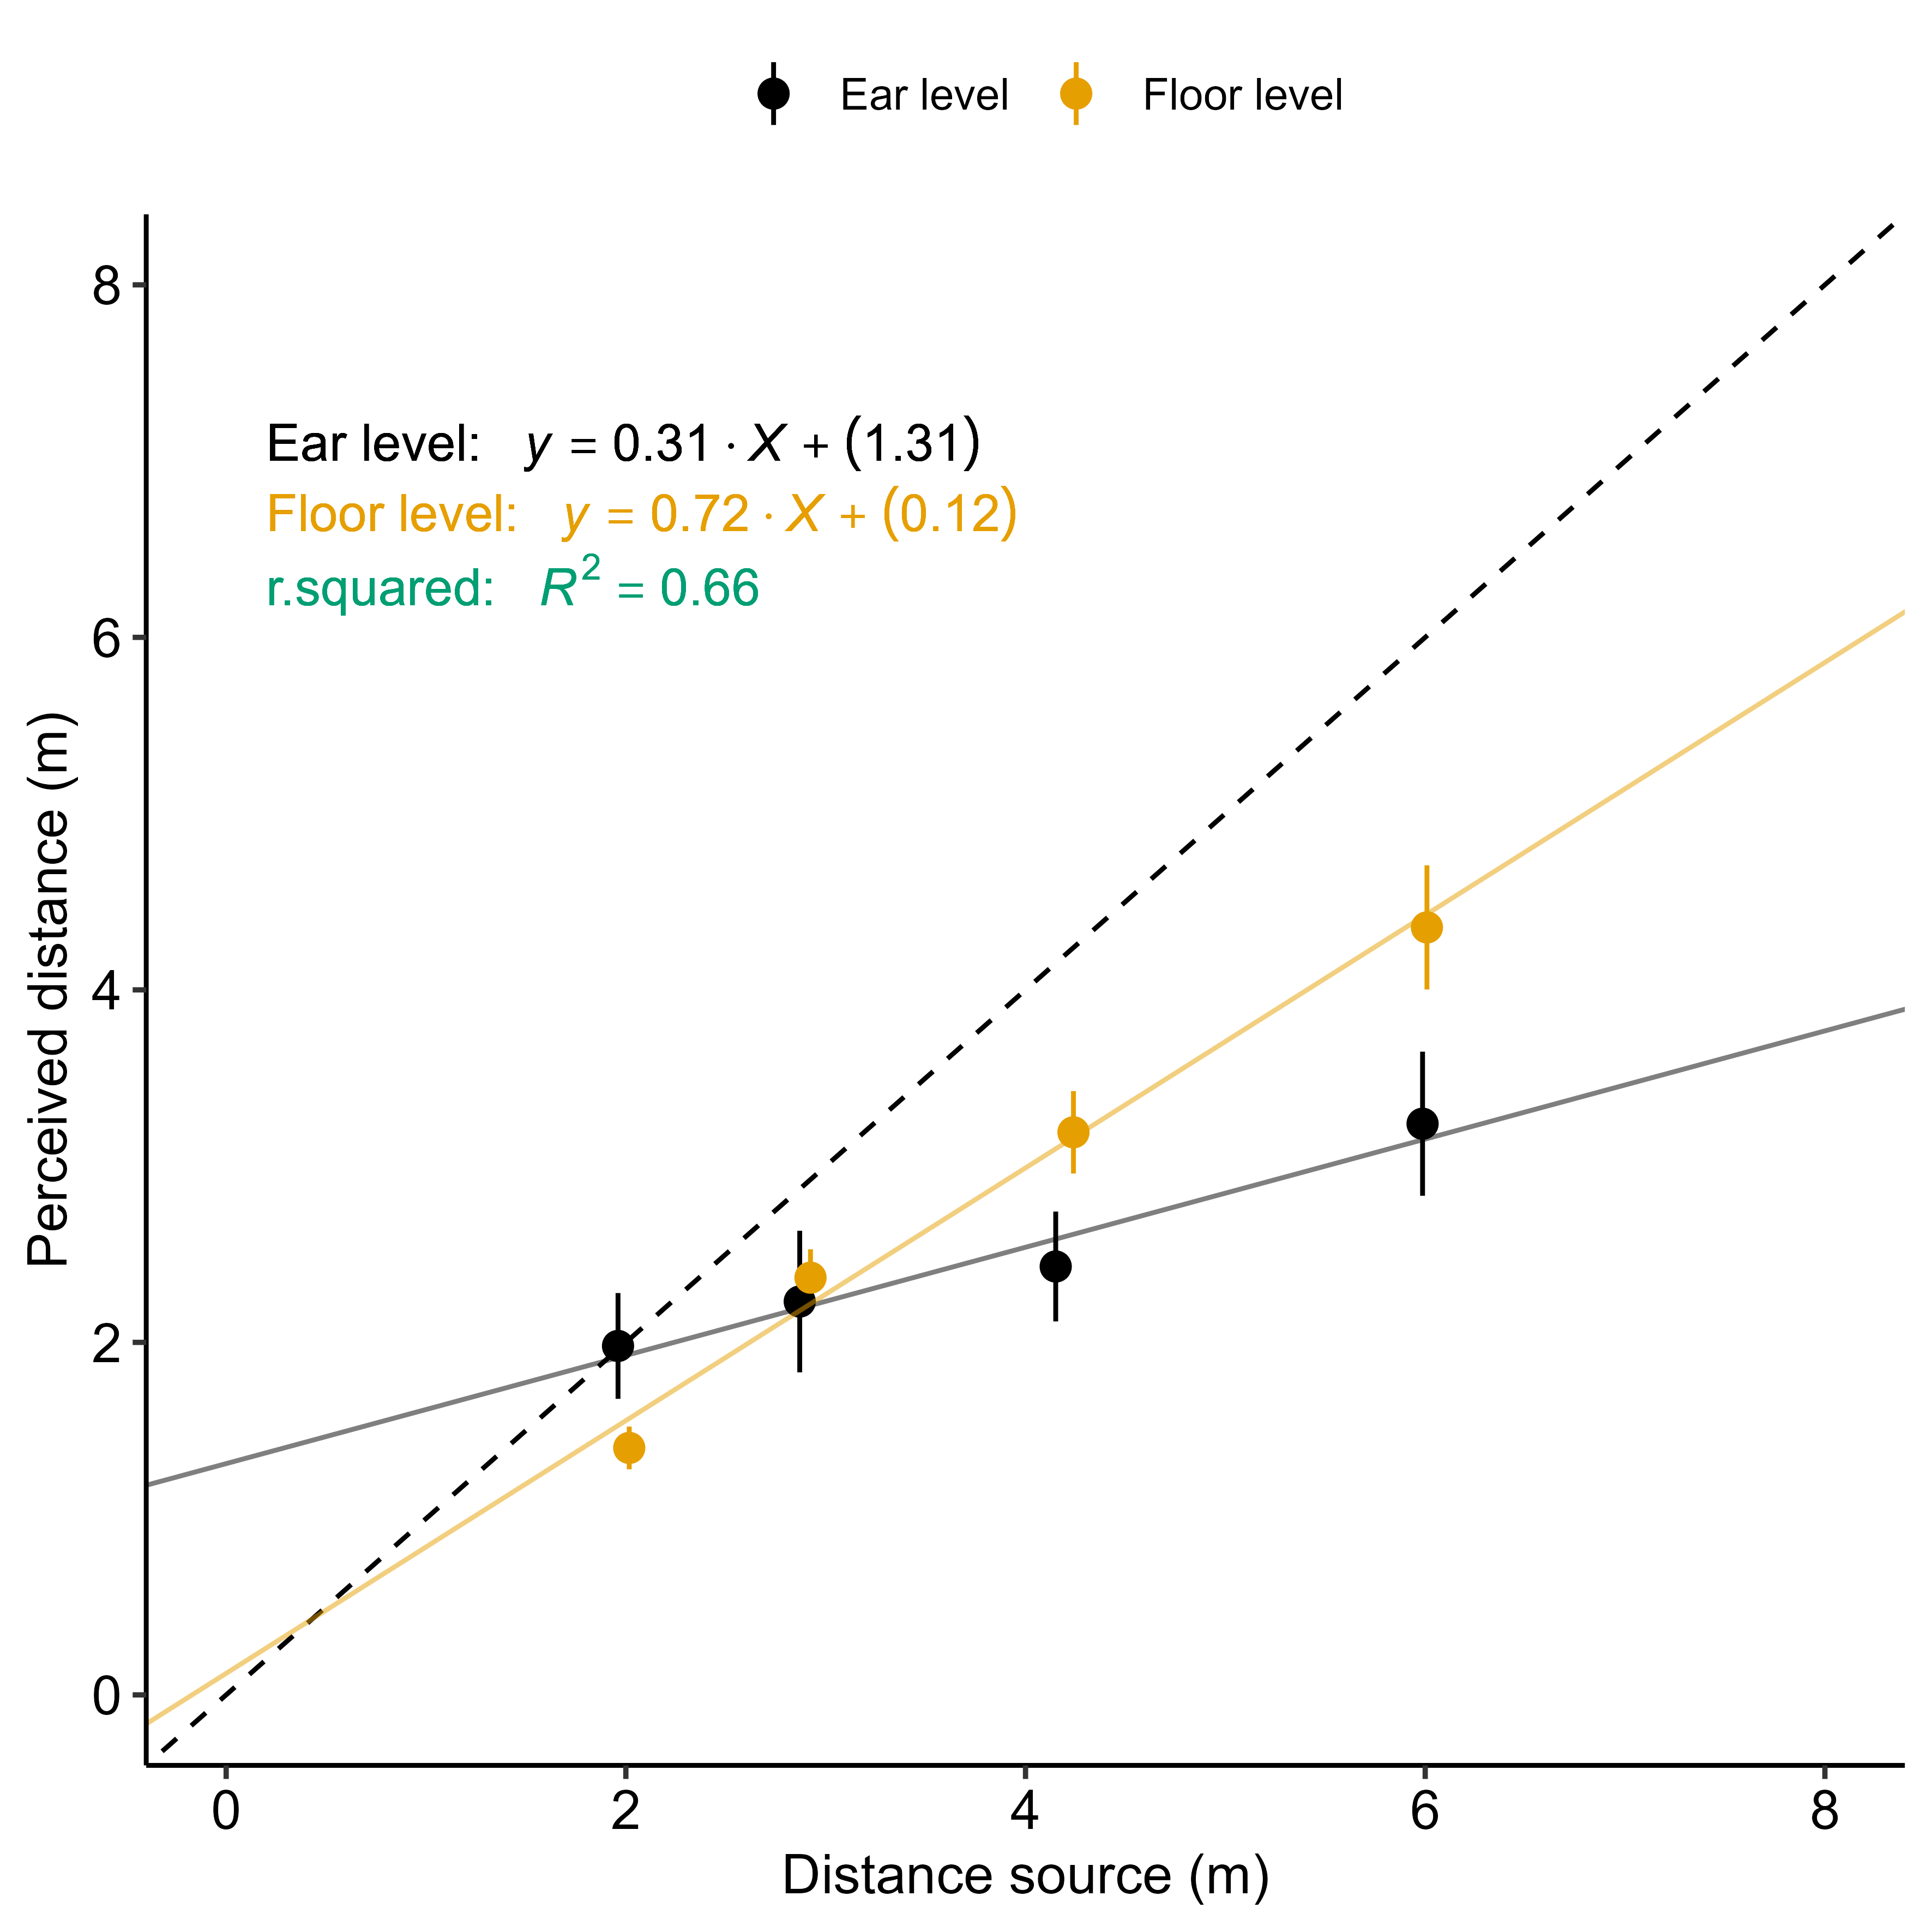 Ear level Floor level
Ear level: y = 0.31 · X + (1.31)
Floor level: y = 0.72 · X + (0.12)
r.squared: R² = 0.66
Perceived distance (m)
8
6
4
2
0
0 2 4 6 8
Distance source (m)